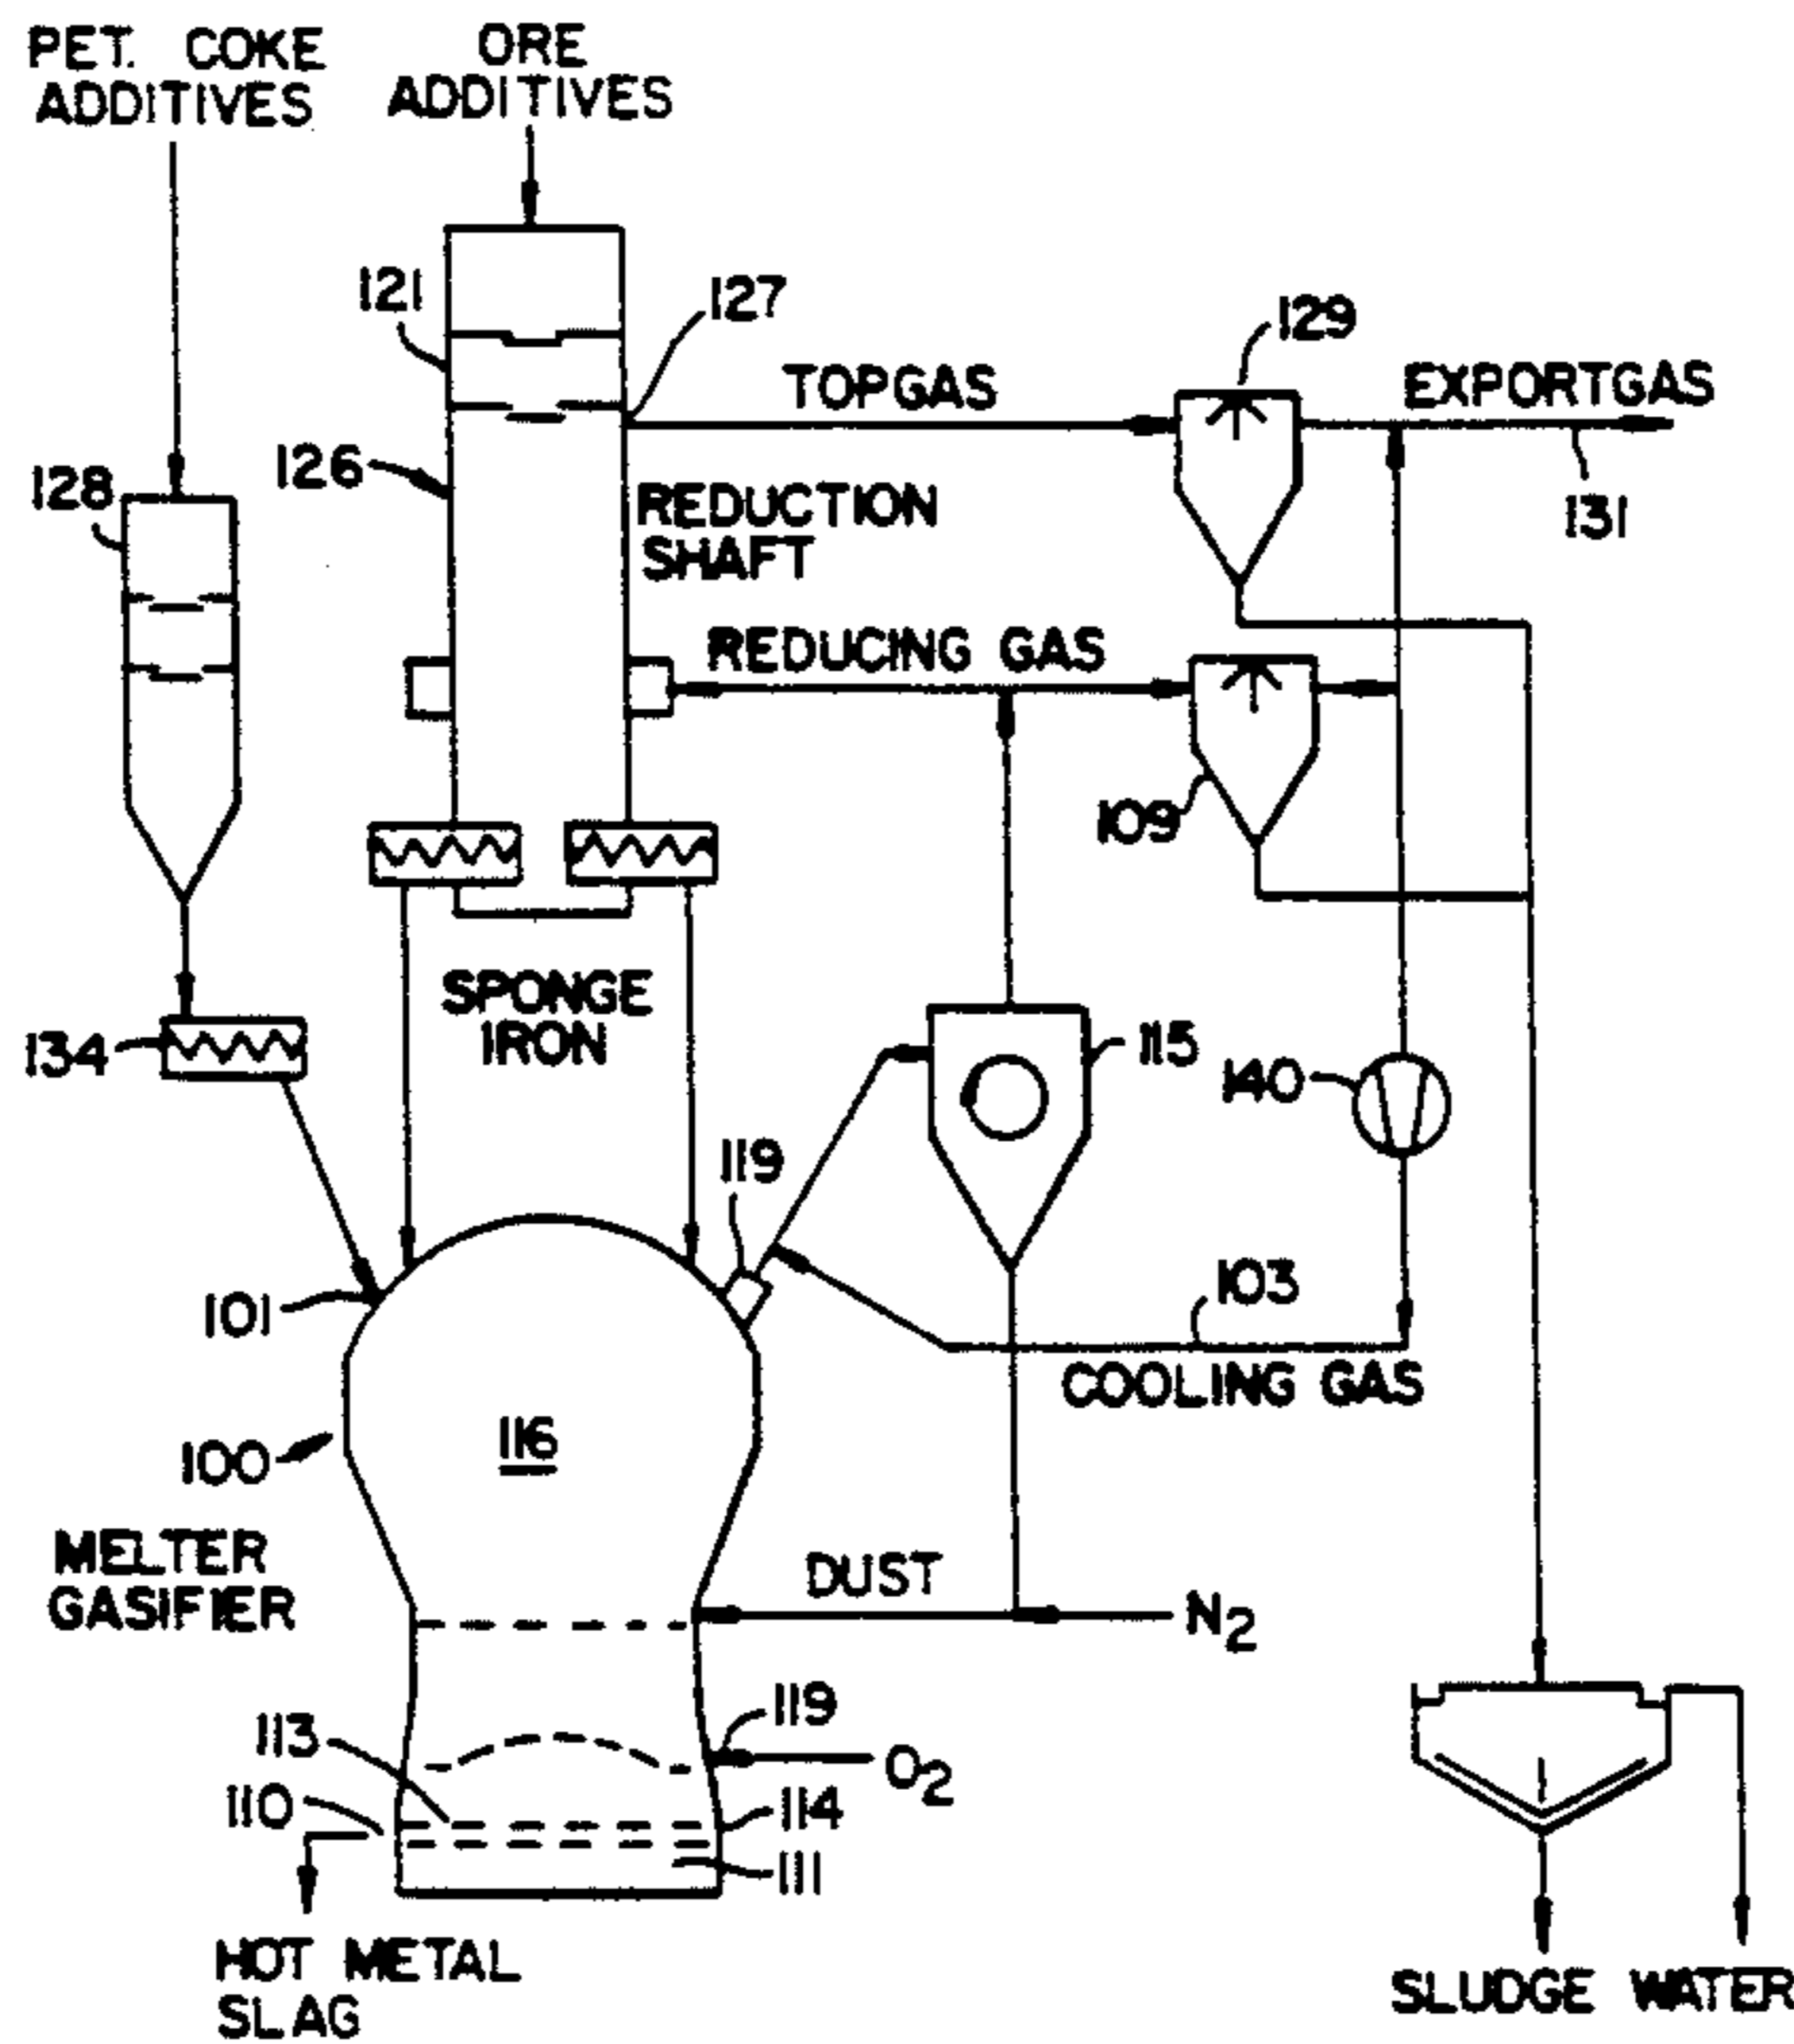 PET. COKE
ADDITIVES
ORE
ADDITIVES
121
127
129
TOPGAS
EXPORTGAS
126
128
REDUCTION
SHAFT
131
REDUCING GAS
109
SPONGE
IRON
134
115
140
119
101
103
COOLING GAS
100
116
MELTER
GASIFIER
DUST
N2
113
119
O2
110
114
111
HOT METAL
SLAG
SLUDGE WATER